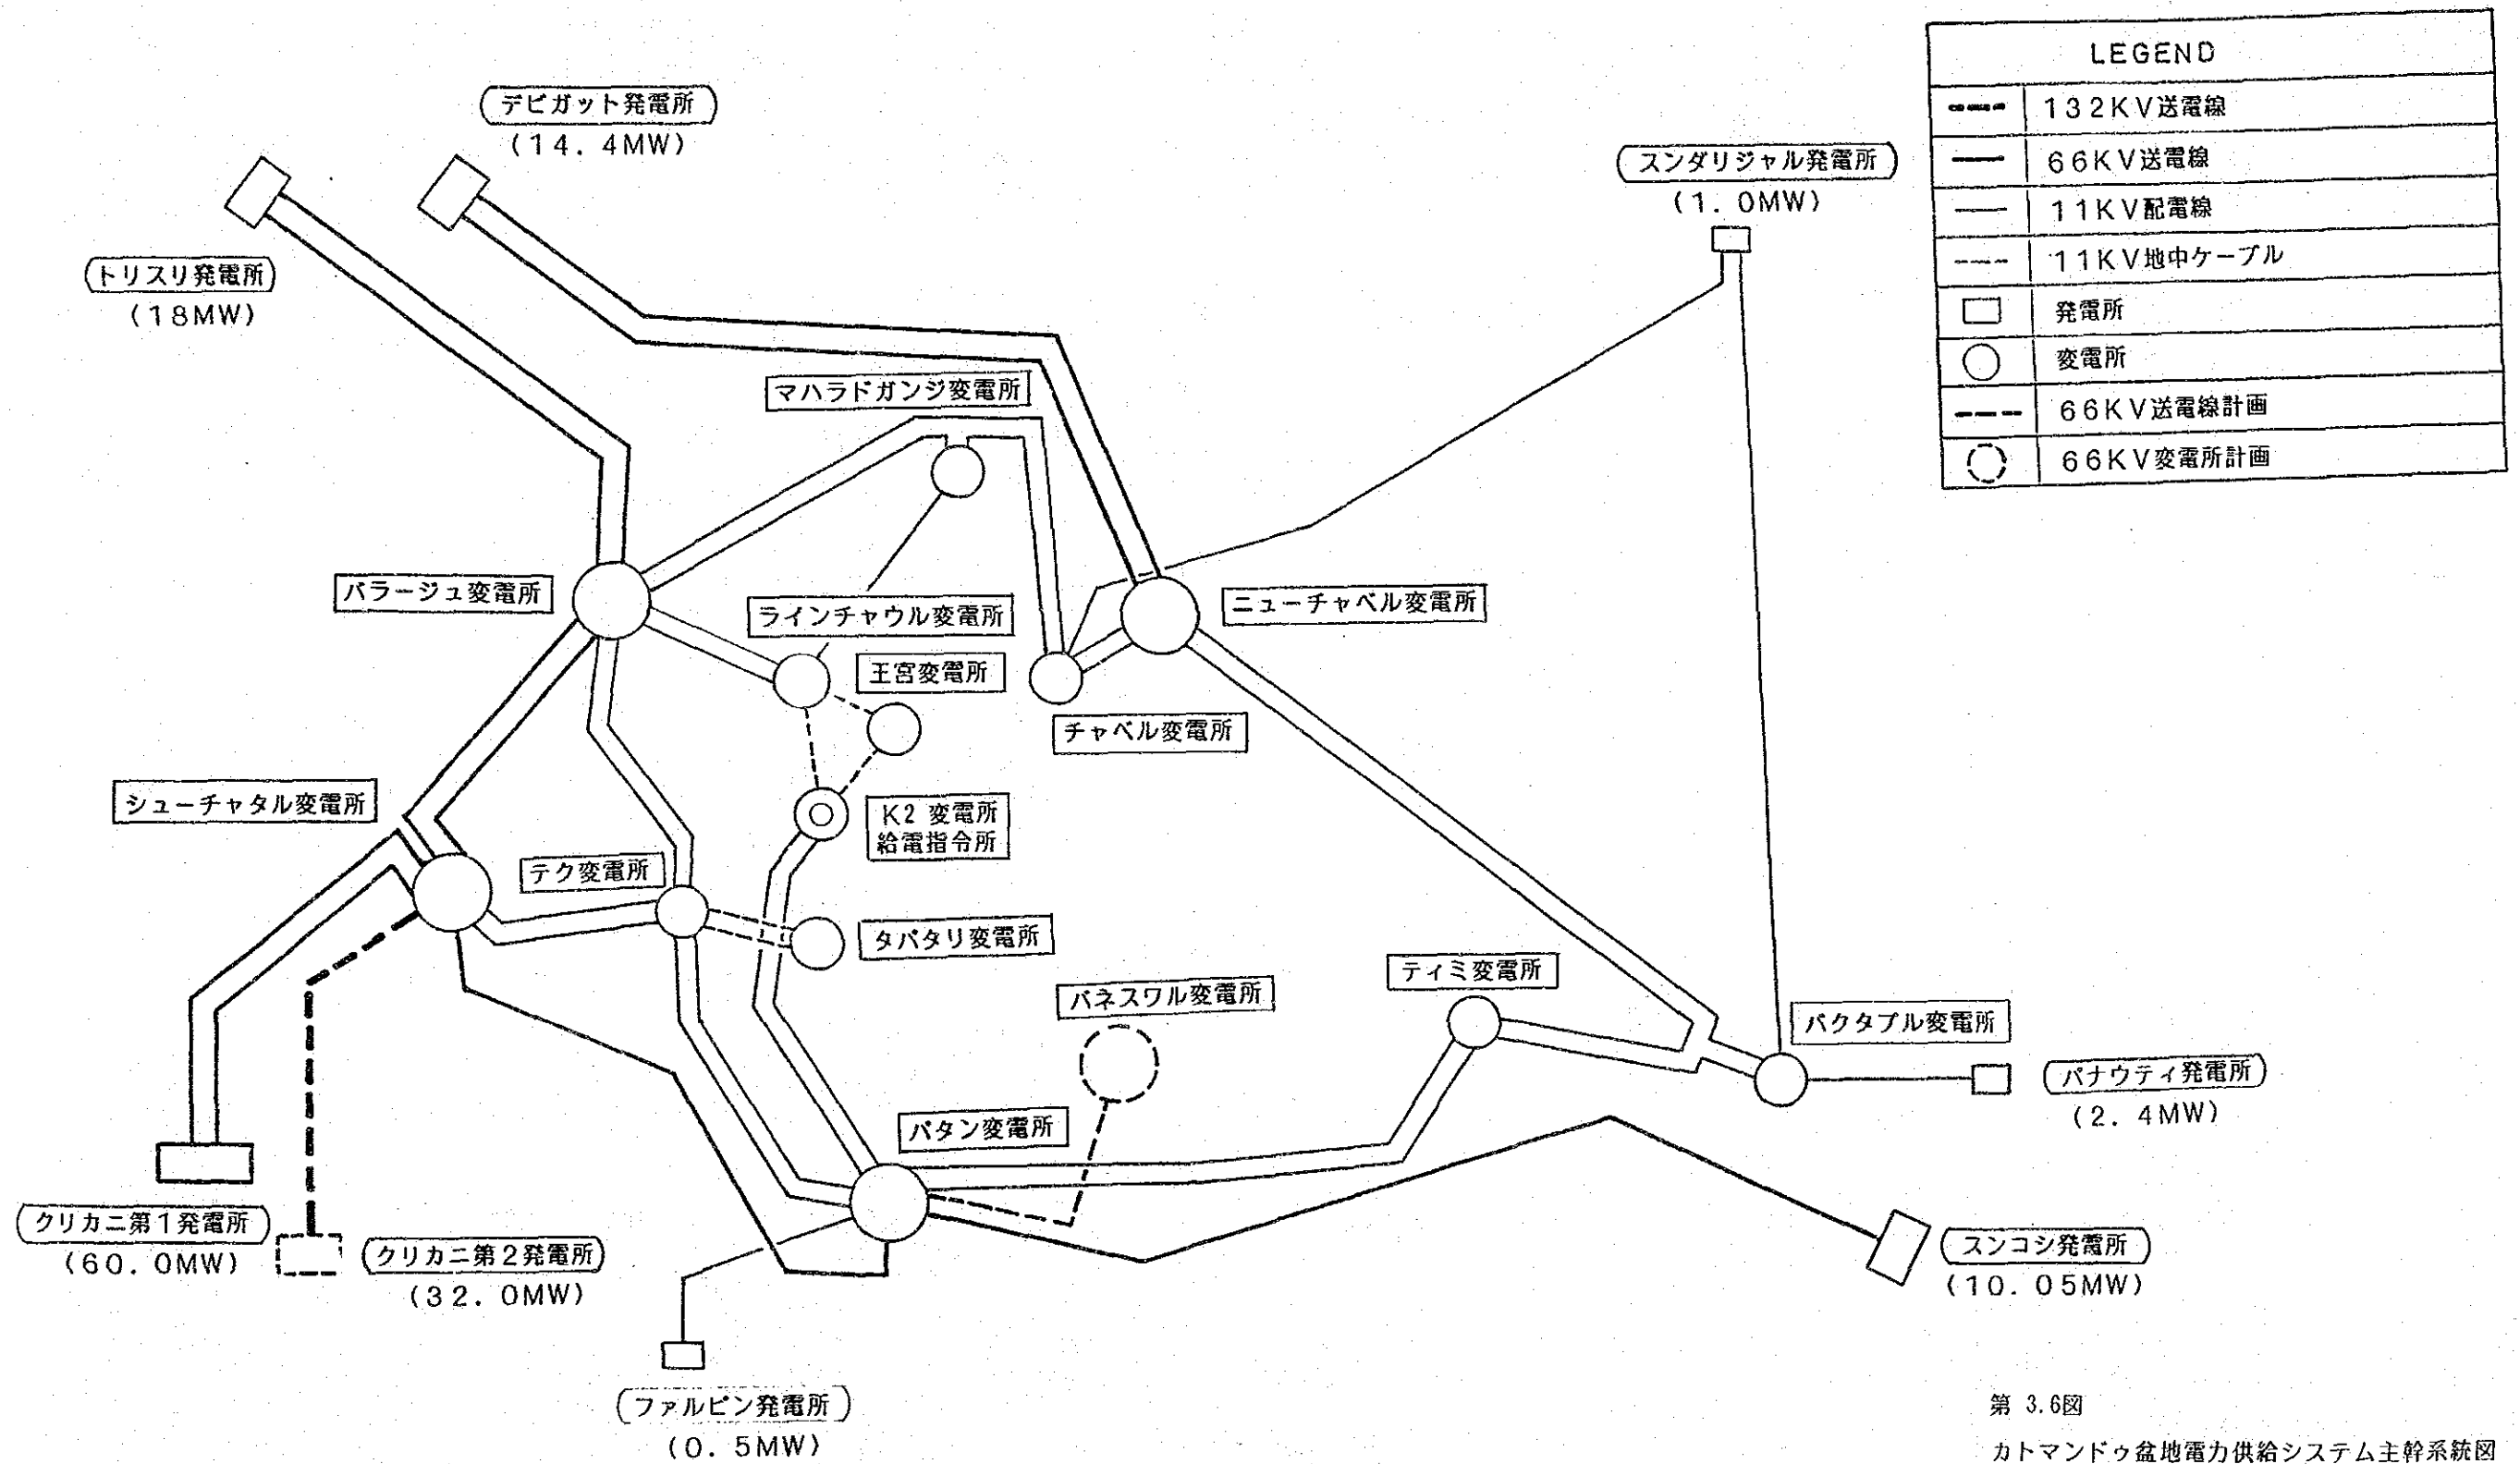 LEGEND
132KV送電線
66KV送電線
11KV配電線
11KV地中ケーブル
発電所
変電所
66KV送電線計画
66KV変電所計画
デビガット発電所
(14. 4MW)
スンダリジャル発電所
(1. 0MW)
トリスリ発電所
(18MW)
マハラドガンジ変電所
バラージュ変電所
ラインチャウル変電所
ニューチャベル変電所
王宮変電所
チャベル変電所
シューチャタル変電所
K2 変電所
給電指令所
テク変電所
タパタリ変電所
バネスワル変電所
ティミ変電所
バクタプル変電所
パナウティ発電所
(2. 4MW)
パタン変電所
クリカニ第1発電所
(60. 0MW)
クリカニ第2発電所
(32. 0MW)
スンコシ発電所
(10. 05MW)
ファルピン発電所
(0. 5MW)
第 3.6図
カトマンドゥ盆地電力供給システム主幹系統図